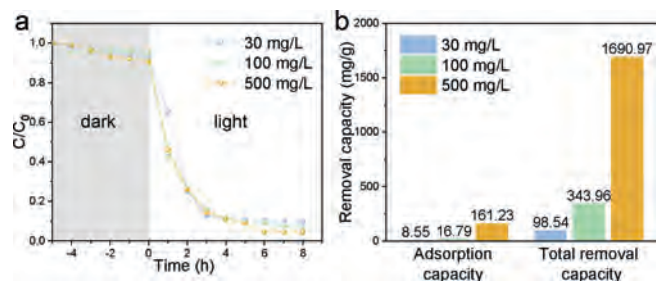 a
C/C0
1.0
0.8
0.6
0.4
0.2
0.0
dark
light
30 mg/L
100 mg/L
500 mg/L
-4 -2 0 2 4 6 8
Time (h)
b
Removal capacity (mg/g)
1750
1500
1000
500
250
0
30 mg/L
100 mg/L
500 mg/L
8.55 16.79 161.23
98.54 343.96 1690.97
Adsorption
capacity
Total removal
capacity